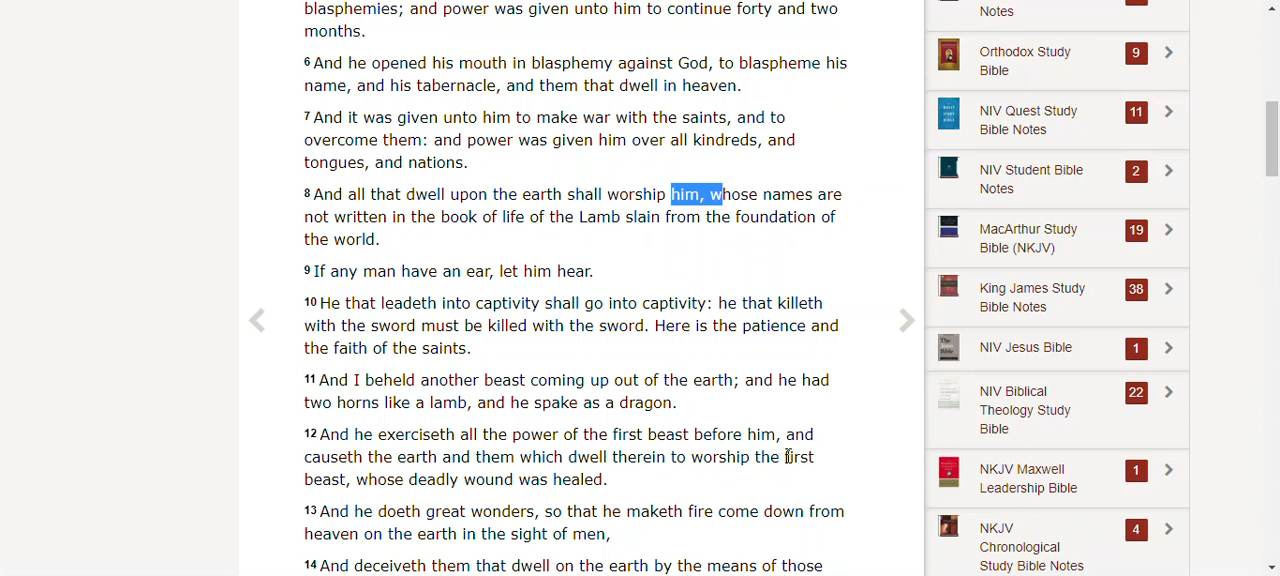 blasphemies; and power was given unto him to continue forty and two
months.
6 And he opened his mouth in blasphemy against God, to blaspheme his
name, and his tabernacle, and them that dwell in heaven.
7 And it was given unto him to make war with the saints, and to
overcome them: and power was given him over all kindreds, and
tongues, and nations.
8 And all that dwell upon the earth shall worship him, whose names are
not written in the book of life of the Lamb slain from the foundation of
the world.
9 If any man have an ear, let him hear.
10 He that leadeth into captivity shall go into captivity: he that killeth
with the sword must be killed with the sword. Here is the patience and
the faith of the saints.
11 And I beheld another beast coming up out of the earth; and he had
two horns like a lamb, and he spake as a dragon.
12 And he exerciseth all the power of the first beast before him, and
causeth the earth and them which dwell therein to worship the first
beast, whose deadly wound was healed.
13 And he doeth great wonders, so that he maketh fire come down from
heaven on the earth in the sight of men,
14 And deceiveth them that dwell on the earth by the means of those
Notes
Orthodox Study
Bible
9
NIV Quest Study
Bible Notes
11
NIV Student Bible
Notes
2
MacArthur Study
Bible (NKJV)
19
King James Study
Bible Notes
38
NIV Jesus Bible
1
NIV Biblical
Theology Study
Bible
22
NKJV Maxwell
Leadership Bible
1
NKJV
Chronological
Study Bible Notes
4